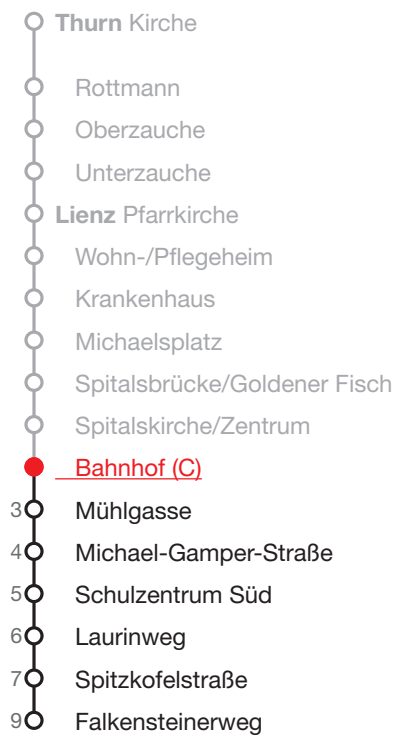 Thurn Kirche
Rottmann
Oberzauche
Unterzauche
Lienz Pfarrkirche
Wohn-/Pflegeheim
Krankenhaus
Michaelsplatz
Spitalsbrücke/Goldener Fisch
Spitalskirche/Zentrum
Bahnhof (C)
3 Mühlgasse
4 Michael-Gamper-Straße
5 Schulzentrum Süd
6 Laurinweg
7 Spitzkofelstraße
9 Falkensteinerweg